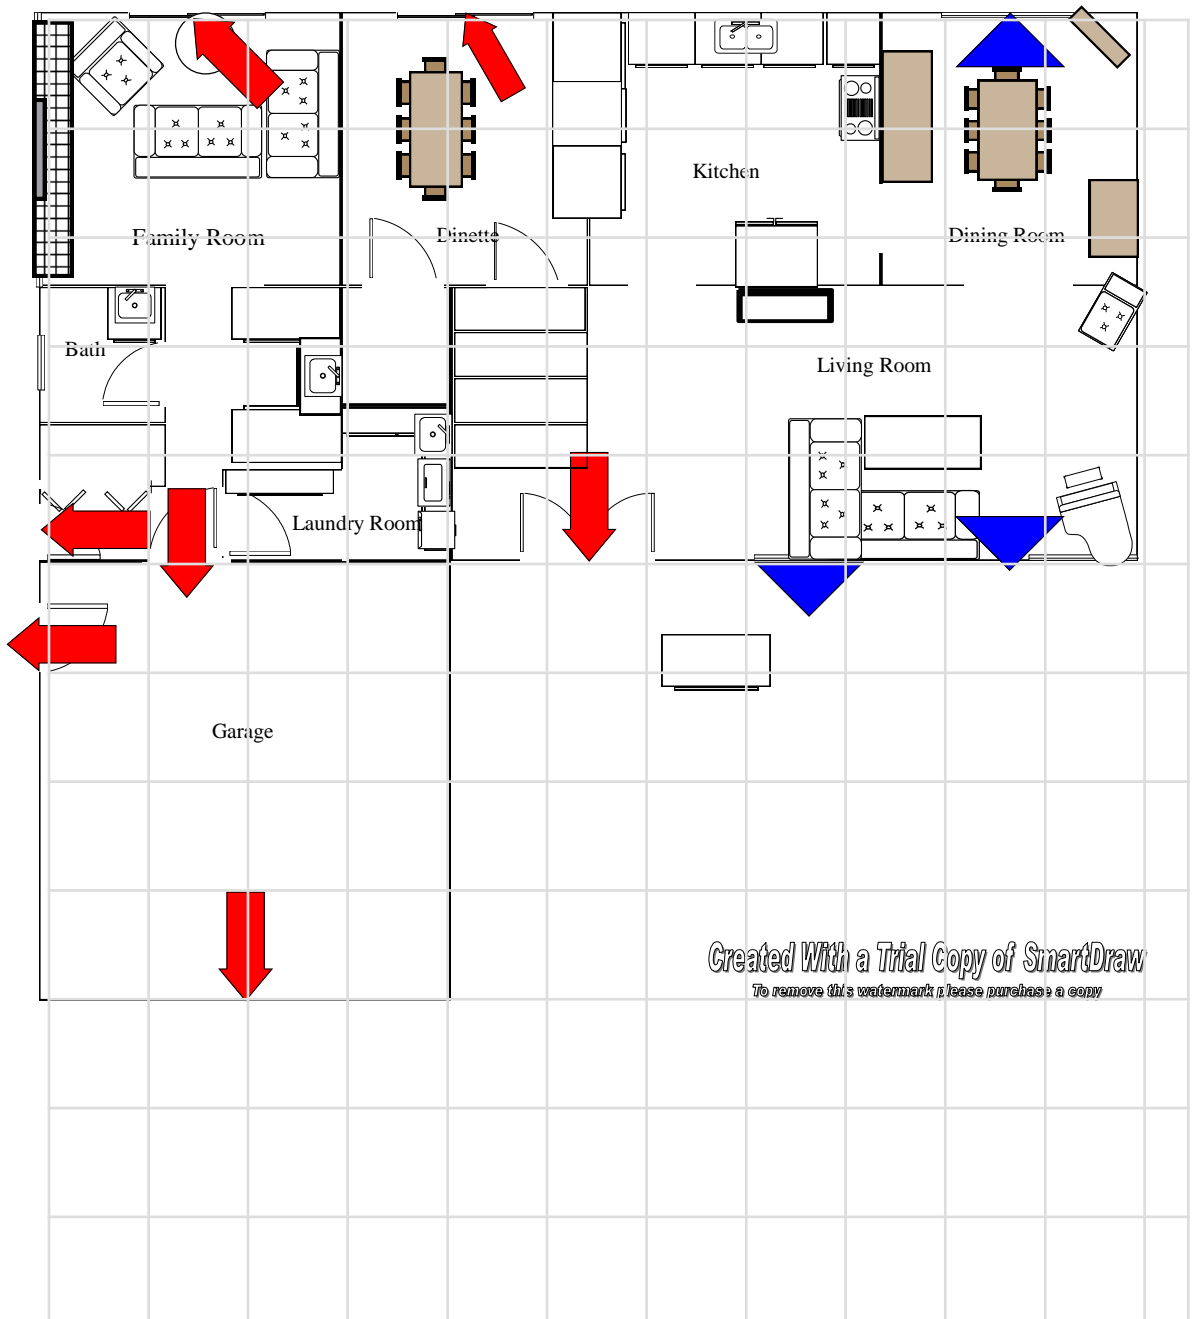 Kitchen
Family Room
Dinette
Dining Room
Bath
Living Room
Laundry Room
Garage
Created With a Trial Copy of SmartDraw
To remove this watermark please purchase a copy